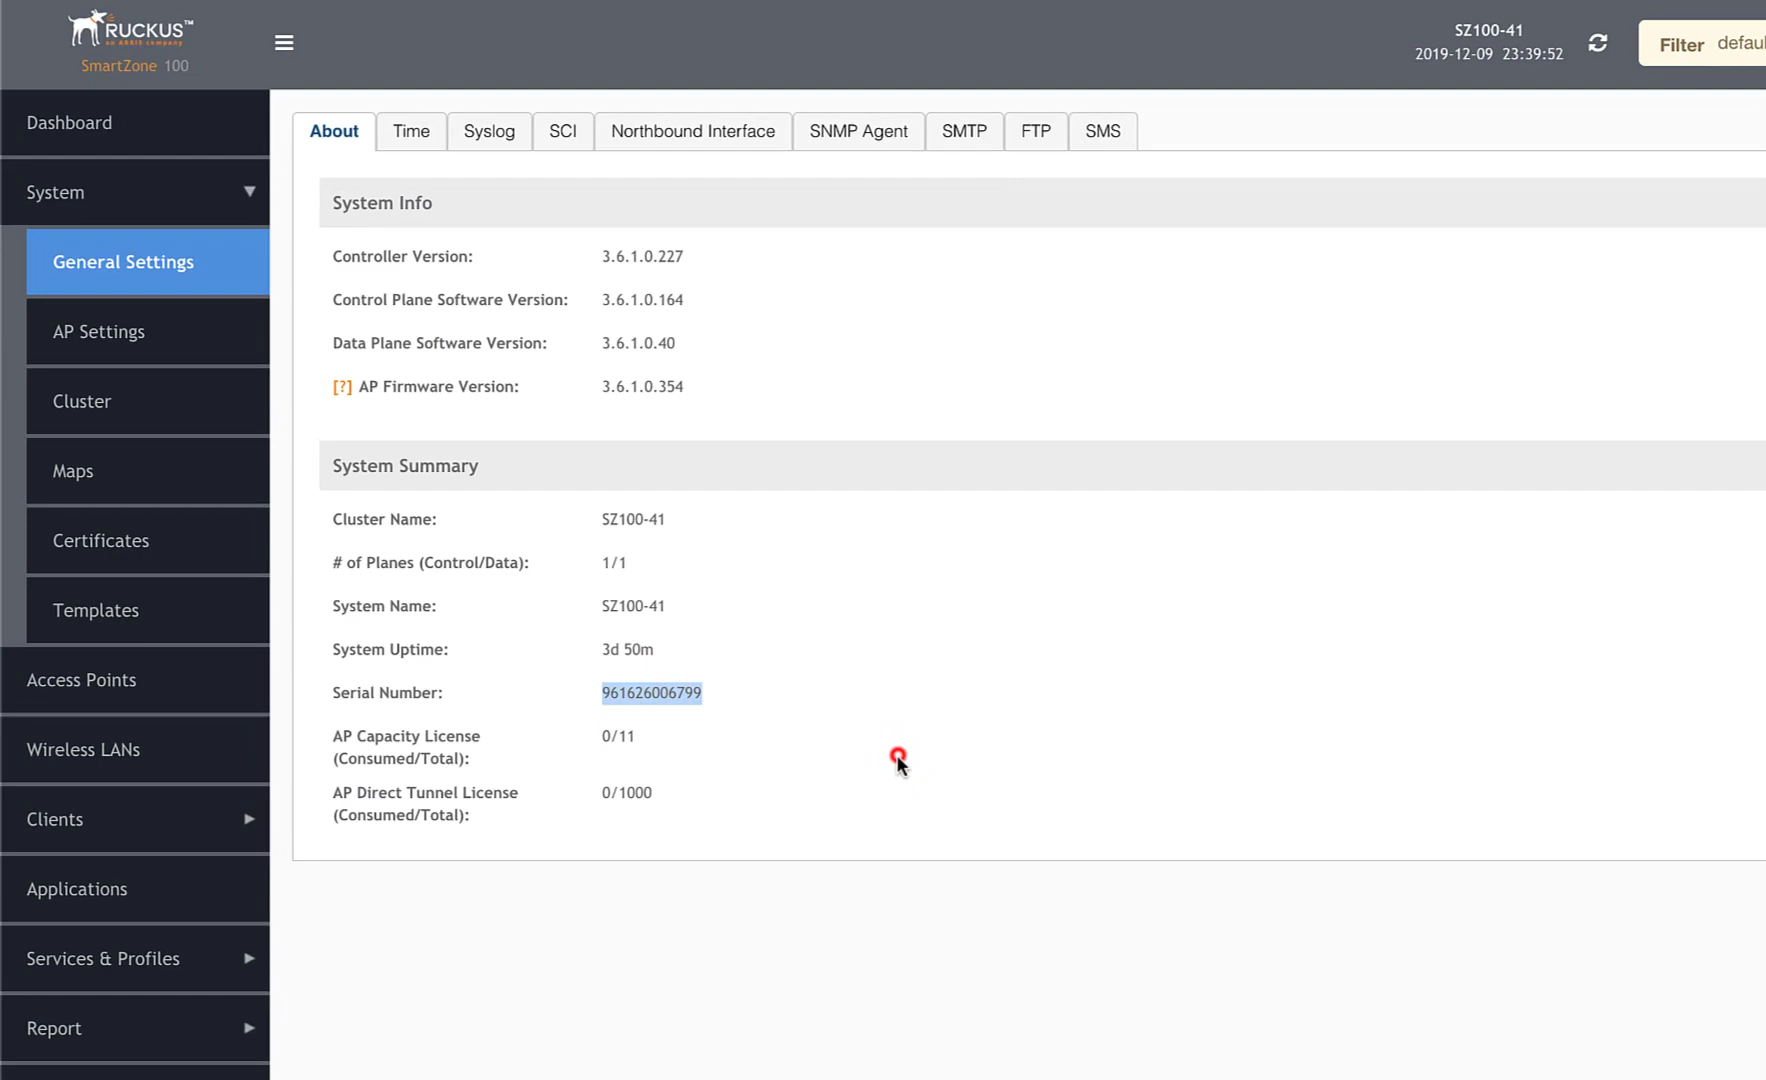 RUCKUS™
an ARRIS company
SmartZone 100
SZ100-41
2019-12-09 23:39:52
Filter defau
Dashboard
System
General Settings
AP Settings
Cluster
Maps
Certificates
Templates
Access Points
Wireless LANs
Clients
Applications
Services & Profiles
Report
About Time Syslog SCI Northbound Interface SNMP Agent SMTP FTP SMS
System Info
Controller Version: 3.6.1.0.227
Control Plane Software Version: 3.6.1.0.164
Data Plane Software Version: 3.6.1.0.40
[?] AP Firmware Version: 3.6.1.0.354
System Summary
Cluster Name: SZ100-41
# of Planes (Control/Data): 1/1
System Name: SZ100-41
System Uptime: 3d 50m
Serial Number: 961626006799
AP Capacity License 0/11
(Consumed/Total):
AP Direct Tunnel License 0/1000
(Consumed/Total):